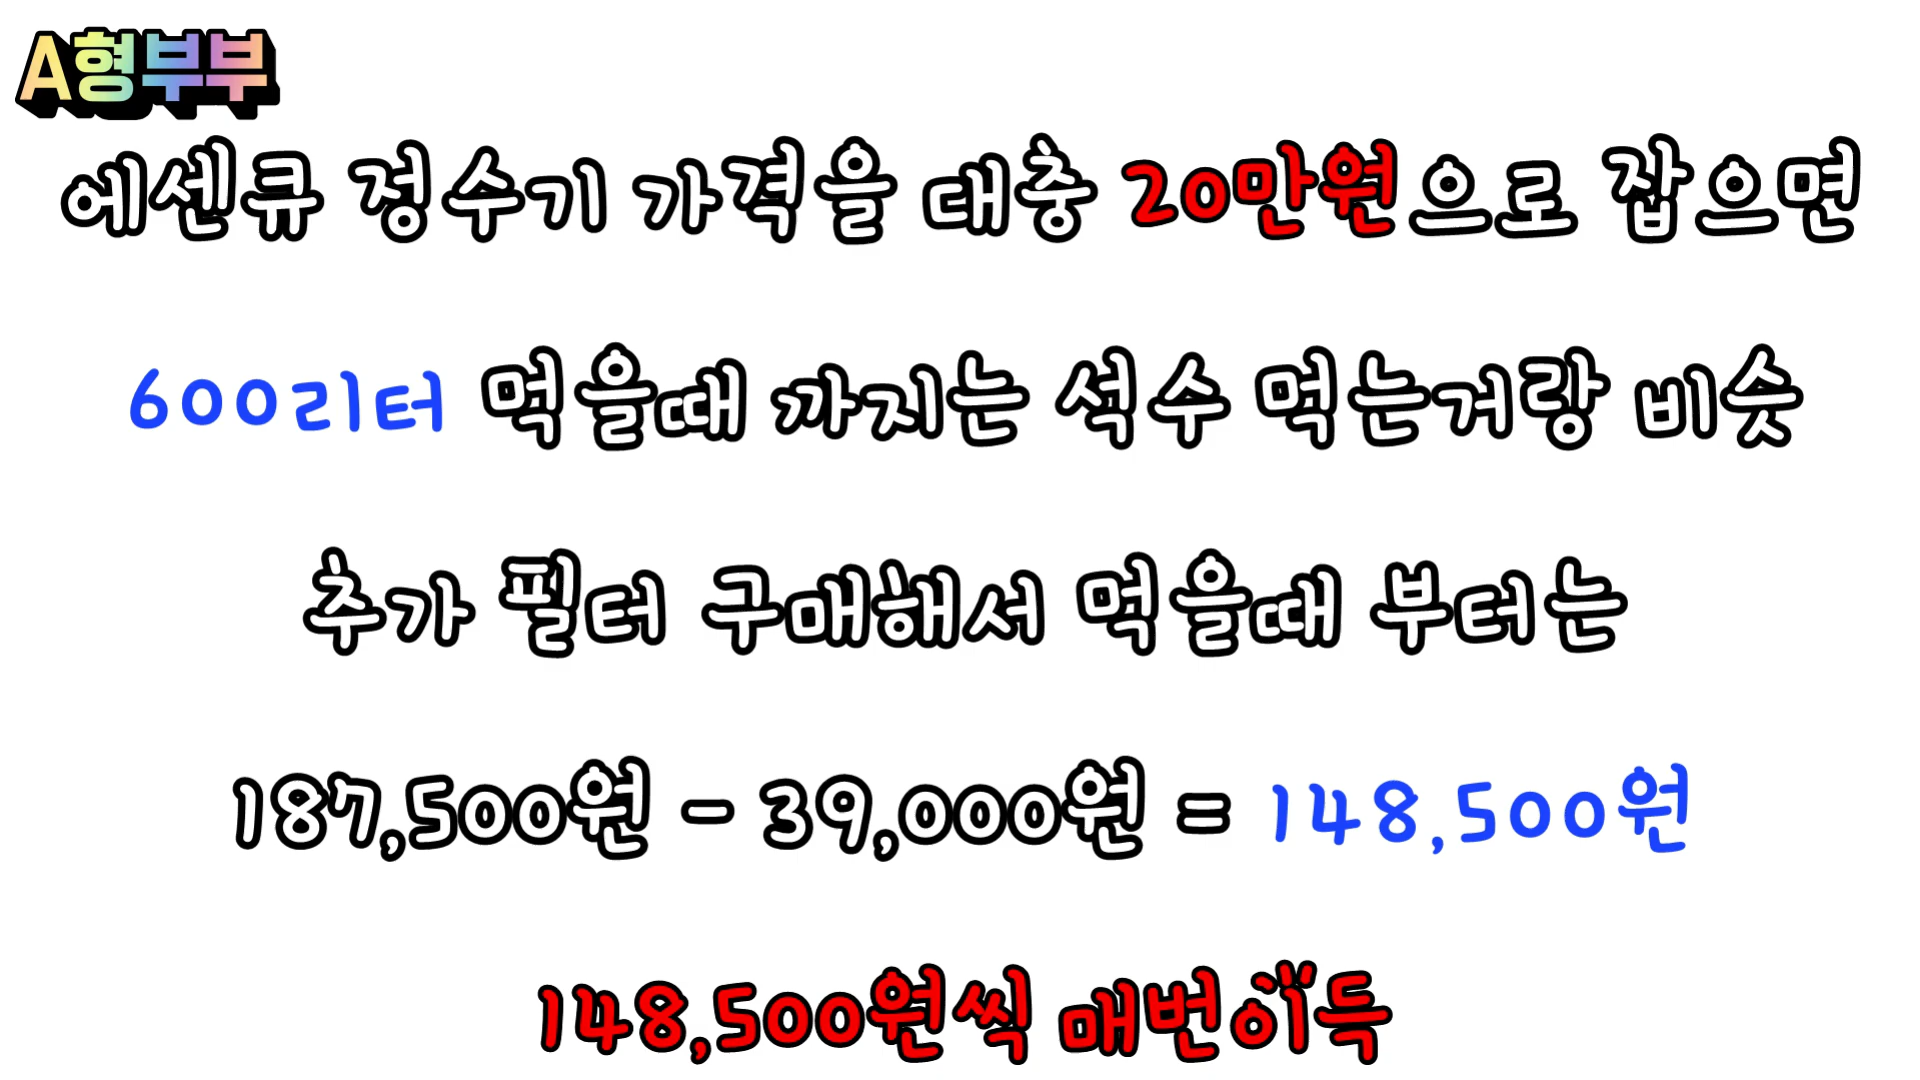 A형부부
에센큐 정수기 가격을 대충 20만원으로 잡으면
600리터 먹을때 까지는 석수 먹는거랑 비슷
추가 필터 구매해서 먹을때 부터는
187,500원 - 39,000원 = 148,500원
148,500원씩 매번이득